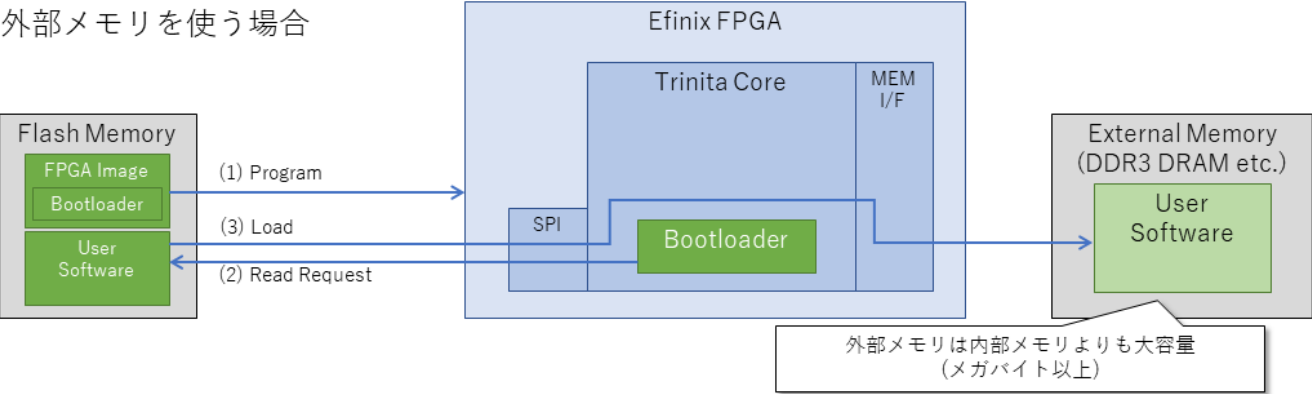 外部メモリを使う場合
Efinix FPGA
Trinita Core
MEM
I/F
Flash Memory
FPGA Image
Bootloader
User
Software
(1) Program
(3) Load
(2) Read Request
SPI
Bootloader
External Memory
(DDR3 DRAM etc.)
User
Software
外部メモリは内部メモリよりも大容量
(メガバイト以上)